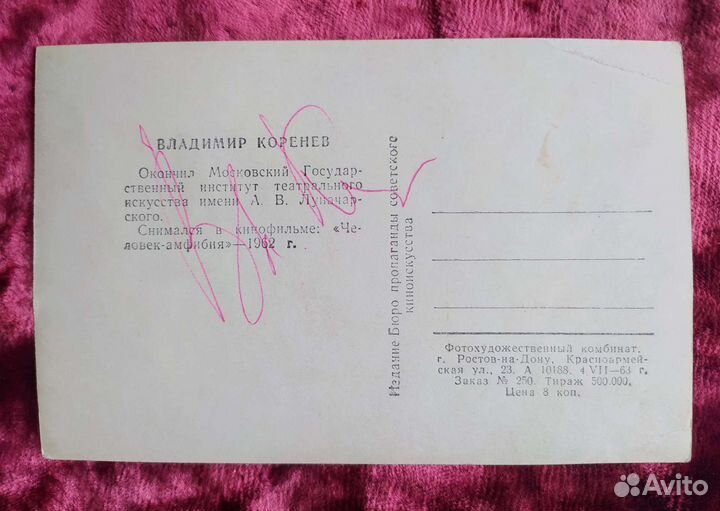 ВЛАДИМИР КОРЕНЕВ
Окончил Московский Государ-
ственный институт театрального
искусства имени А. В. Луначар-
ского.
Снимался в кинофильме: «Че-
ловек-амфибия»—1962 г.
Издание Бюро пропаганды советского
киноискусства
Фотохудожественный комбинат.
г. Ростов-на-Дону, Красноармей-
ская ул., 23. А 10188. 4 VII—63 г.
Заказ № 250. Тираж 500.000.
Цена 8 коп.
Avito